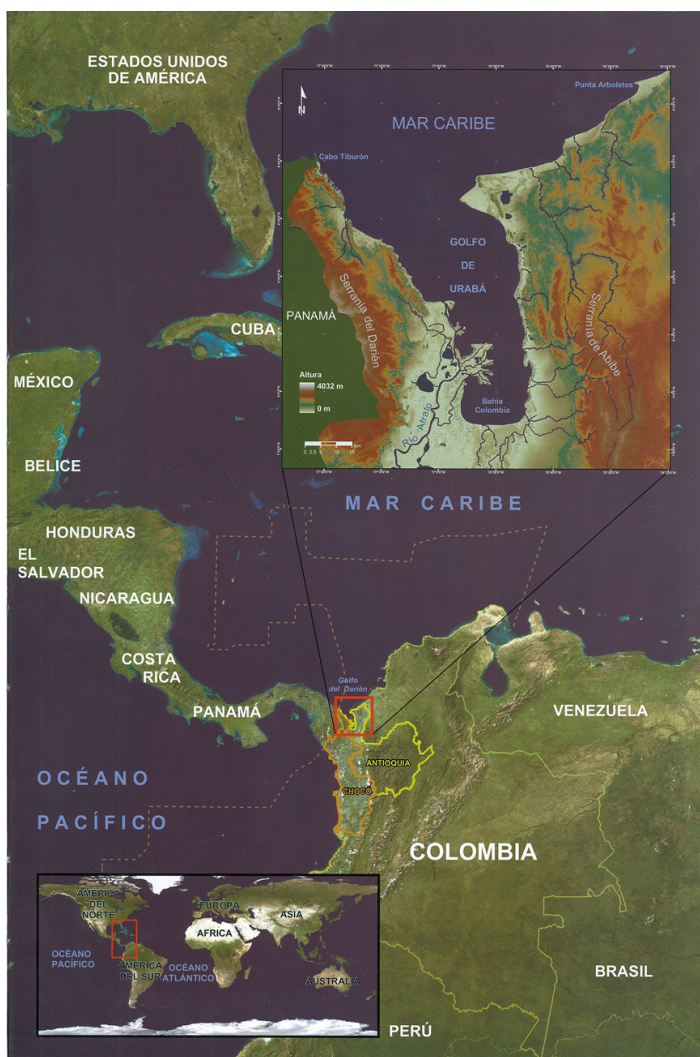 ESTADOS UNIDOS
DE AMÉRICA
Punta Arboletes
N
MAR CARIBE
Cabo Tiburón
GOLFO
DE
URABÁ
PANAMÁ
Serranía del Darién
Serranía de Abibe
Altura
4032 m
0 m
Río Atrato
Bahía
Colombia
CUBA
MÉXICO
BELICE
MAR CARIBE
HONDURAS
EL
SALVADOR
NICARAGUA
COSTA
RICA
PANAMÁ
Golfo
del Darién
VENEZUELA
ANTIOQUIA
CHOCÓ
OCÉANO
PACÍFICO
COLOMBIA
BRASIL
PERÚ
AMÉRICA
DEL
NORTE
EUROPA
ASIA
AFRICA
OCÉANO
PACÍFICO
AMÉRICA
DEL SUR
OCÉANO
ATLÁNTICO
AUSTRALIA